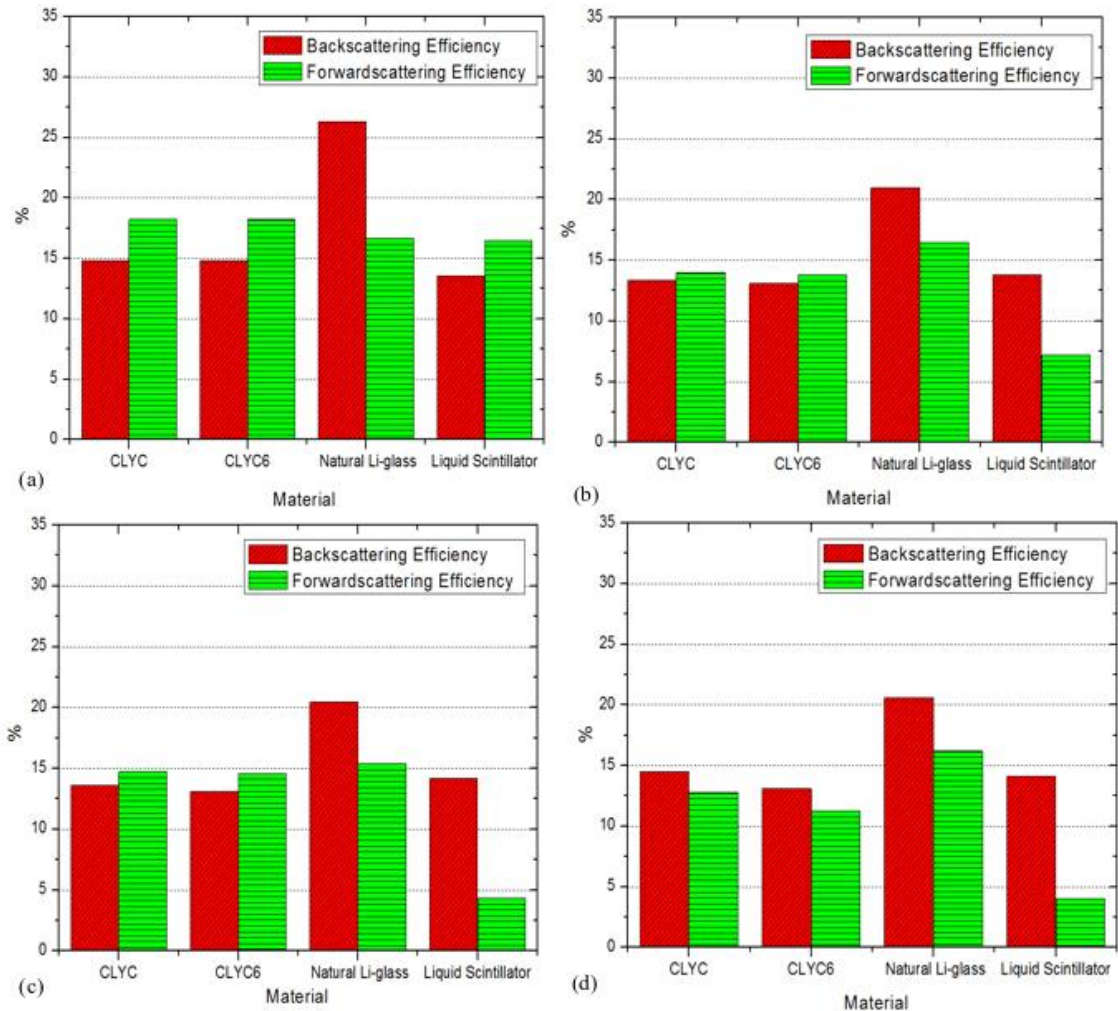 35
30
25
20
15
10
5
0
%
Backscattering Efficiency
Forwardscattering Efficiency
CLYC CLYC6 Natural Li-glass Liquid Scintillator
(a)
Material
35
30
25
20
15
10
5
0
%
Backscattering Efficiency
Forwardscattering Efficiency
CLYC CLYC6 Natural Li-glass Liquid Scintillator
(b)
Material
35
30
25
20
15
10
5
0
%
Backscattering Efficiency
Forwardscattering Efficiency
CLYC CLYC6 Natural Li-glass Liquid Scintillator
(c)
Material
35
30
25
20
15
10
5
0
%
Backscattering Efficiency
Forwardscattering Efficiency
CLYC CLYC6 Natural Li-glass Liquid Scintillator
(d)
Material